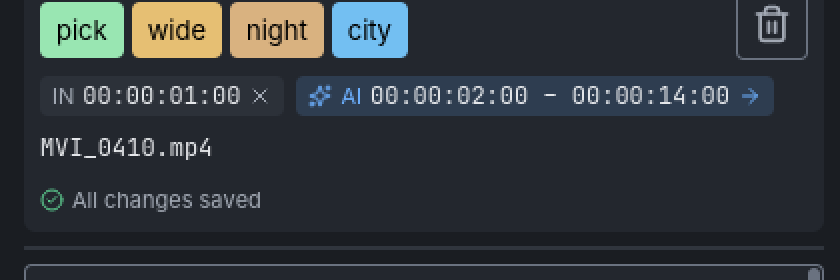 pick wide night city
IN 00:00:01:00 × AI 00:00:02:00 – 00:00:14:00 →
MVI_0410.mp4
All changes saved